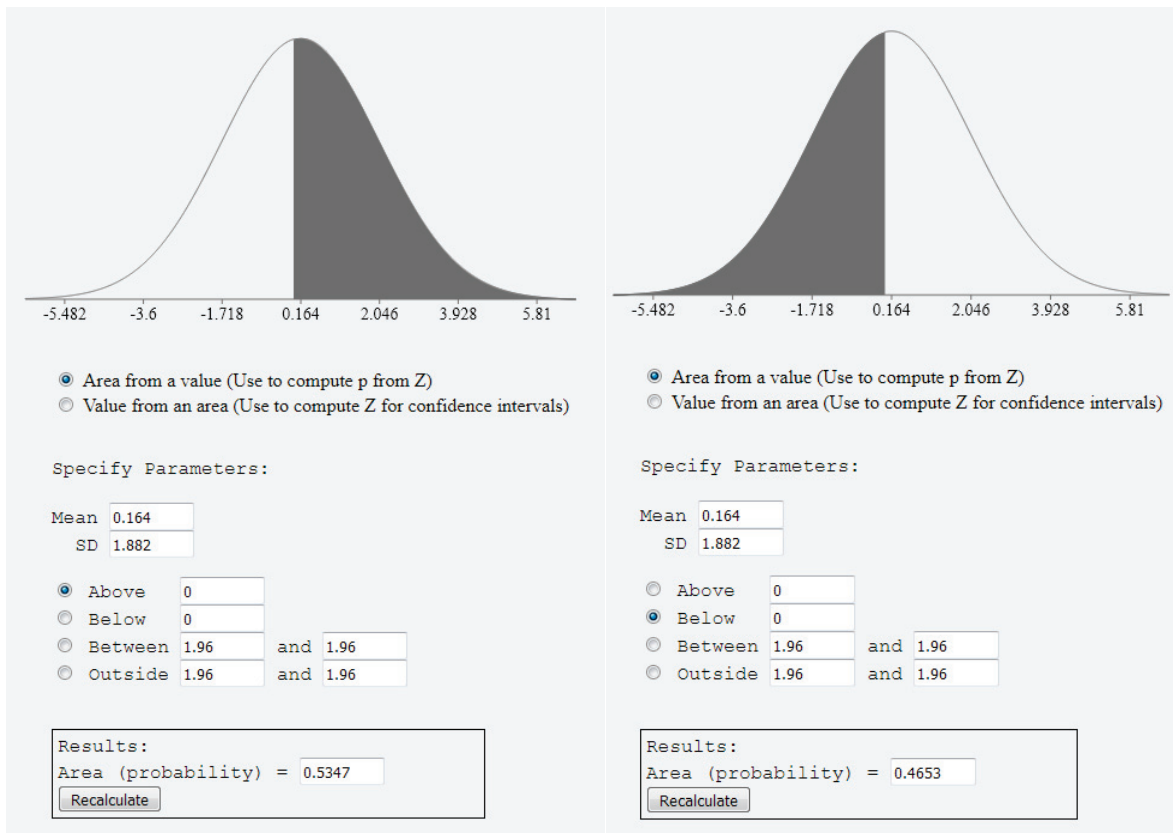 -5.482 -3.6 -1.718 0.164 2.046 3.928 5.81
Area from a value (Use to compute p from Z)
Value from an area (Use to compute Z for confidence intervals)
Specify Parameters:
Mean 0.164
SD 1.882
Above 0
Below 0
Between 1.96 and 1.96
Outside 1.96 and 1.96
Results:
Area (probability) = 0.5347
Recalculate
-5.482 -3.6 -1.718 0.164 2.046 3.928 5.81
Area from a value (Use to compute p from Z)
Value from an area (Use to compute Z for confidence intervals)
Specify Parameters:
Mean 0.164
SD 1.882
Above 0
Below 0
Between 1.96 and 1.96
Outside 1.96 and 1.96
Results:
Area (probability) = 0.4653
Recalculate